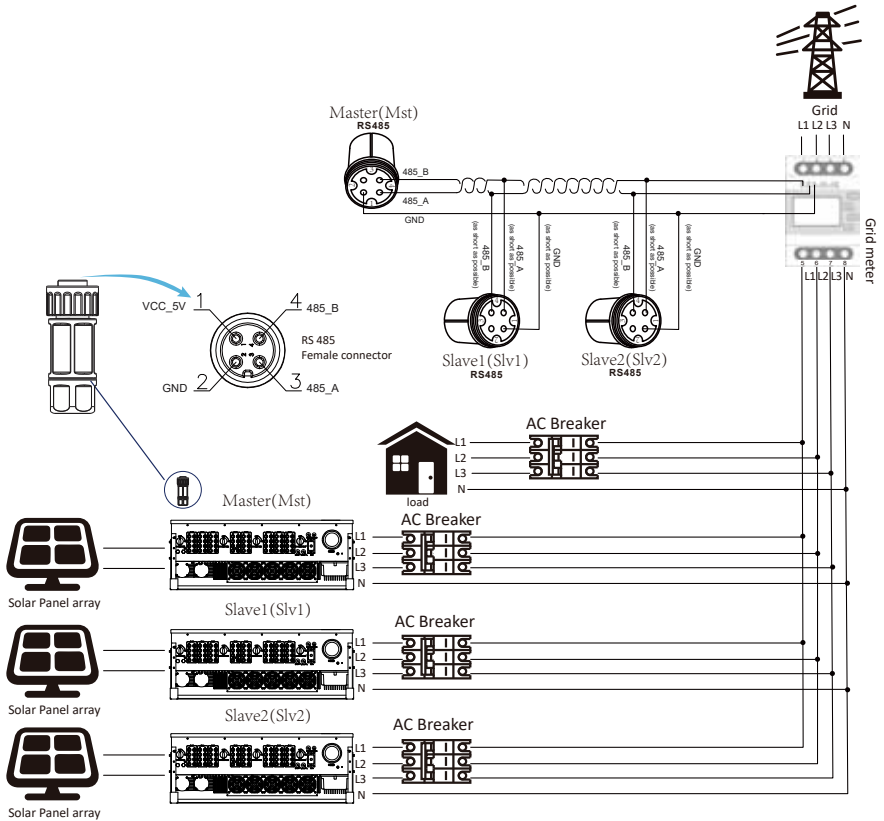 Grid
L1 L2 L3 N
Master(Mst)
RS485
485_B
485_A
GND
485_B
(as short as possible)
485_A
(as short as possible)
GND
(as short as possible)
485_B
(as short as possible)
485_A
(as short as possible)
GND
(as short as possible)
Grid meter
5 6 7 8
L1 L2 L3 N
Slave1(Slv1)
RS485
Slave2(Slv2)
RS485
1
VCC_5V
4
485_B
RS 485
Female connector
GND
2
3
485_A
AC Breaker
L1
L2
L3
N
load
Master(Mst)
AC Breaker
L1
L2
L3
N
Solar Panel array
Slave1(Slv1)
AC Breaker
L1
L2
L3
N
Solar Panel array
Slave2(Slv2)
AC Breaker
L1
L2
L3
N
Solar Panel array